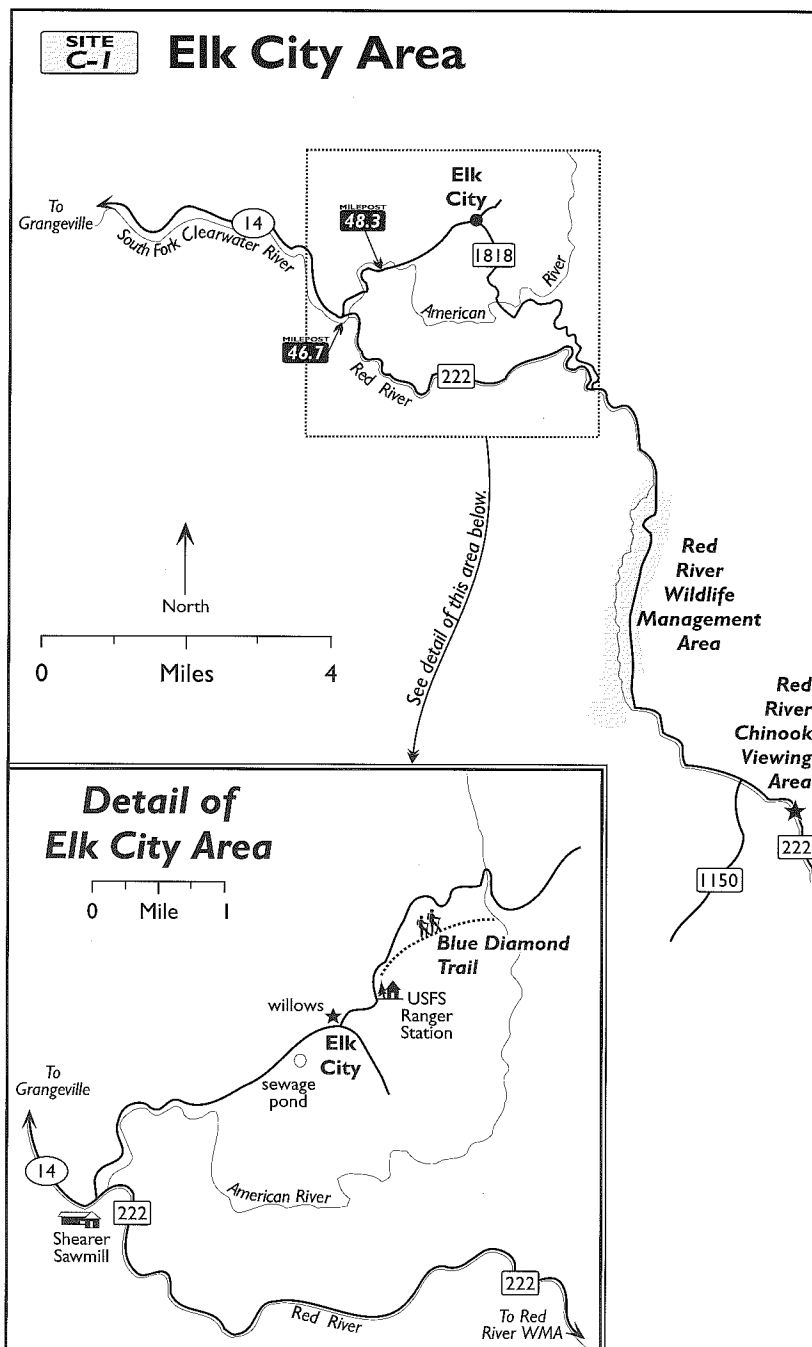 SITE
C-1
Elk City Area
To
Grangeville
14
South Fork Clearwater River
MILEPOST
48.3
Elk
City
1818
River
American
MILEPOST
46.7
Red River
222
See detail of this area below.
North
0 Miles 4
Red
River
Wildlife
Management
Area
Red
River
Chinook
Viewing
Area
222
1150
Detail of
Elk City Area
0 Mile 1
Blue Diamond
Trail
USFS
Ranger
Station
willows
Elk
City
sewage
pond
To
Grangeville
14
American River
222
Shearer
Sawmill
Red River
222
To Red
River WMA